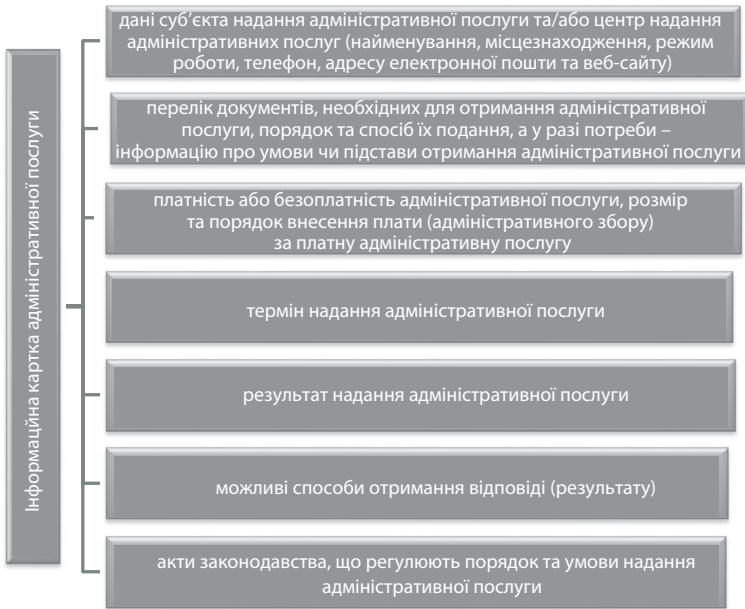 Інформаційна картка адміністративної послуги
дані суб’єкта надання адміністративної послуги та/або центр надання
адміністративних послуг (найменування, місцезнаходження, режим
роботи, телефон, адресу електронної пошти та веб-сайту)
перелік документів, необхідних для отримання адміністративної
послуги, порядок та спосіб їх подання, а у разі потреби –
інформацію про умови чи підстави отримання адміністративної послуги
платність або безоплатність адміністративної послуги, розмір
та порядок внесення плати (адміністративного збору)
за платну адміністративну послугу
термін надання адміністративної послуги
результат надання адміністративної послуги
можливі способи отримання відповіді (результату)
акти законодавства, що регулюють порядок та умови надання
адміністративної послуги